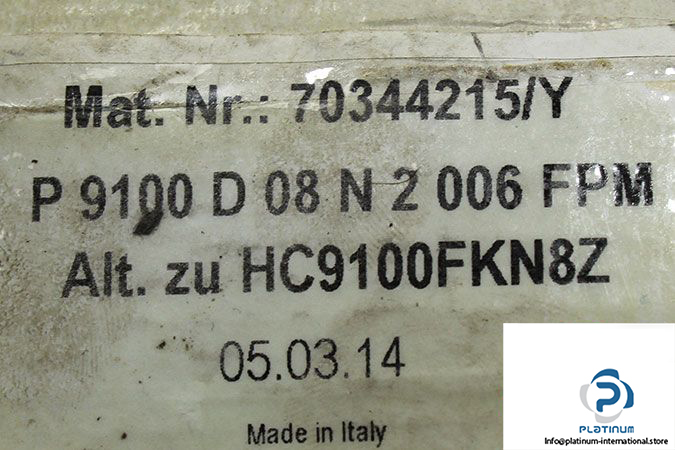 Mat. Nr.: 70344215/Y
P 9100 D 08 N 2 006 FPM
Alt. zu HC9100FKN8Z
05.03.14
Made in Italy
PLATINUM
Info@platinum-international.store